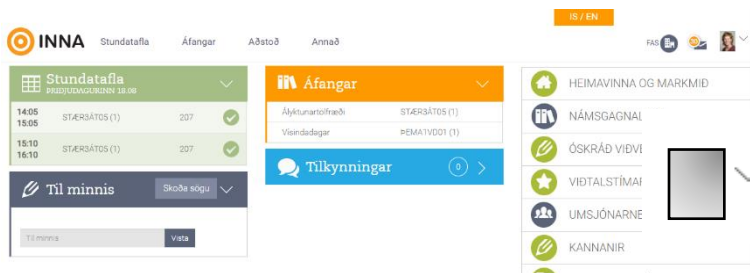 IS / EN
INNA
Stundatafla
Áfangar
Aðstoð
Annað
FAS
30
Stundatafla
ÞRIÐJUDAGURINN 18.08
14:05 STÆR3ÁT05 (1) 207
15:05
15:10 STÆR3ÁT05 (1) 207
16:10
Til minnis
Skoða sögu
Til minnis
Vista
Áfangar
Ályktunartölfræði STÆR3ÁT05 (1)
Vísindadagar ÞEMA1VD01 (1)
Tilkynningar 0
HEIMAVINNA OG MARKMIÐ
NÁMSGAGNAL
ÓSKRÁÐ VIÐVE
VIÐTALSTÍMAR
UMSJÓNARNE
KANNANIR